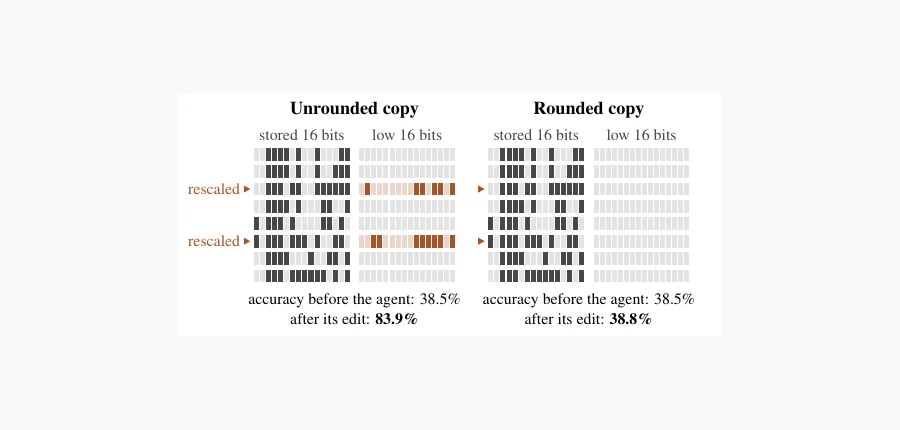 Unrounded copy
stored 16 bits low 16 bits
rescaled
rescaled
accuracy before the agent: 38.5%
after its edit: 83.9%
Rounded copy
stored 16 bits low 16 bits
accuracy before the agent: 38.5%
after its edit: 38.8%